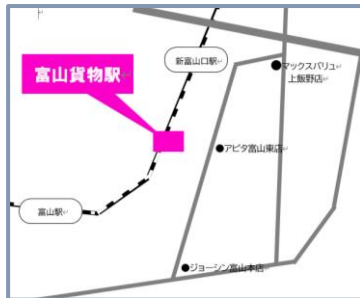 新富山口駅
マックスバリュ
上飯野店
富山貨物駅
アピタ富山東店
富山駅
ジョーシン富山本店